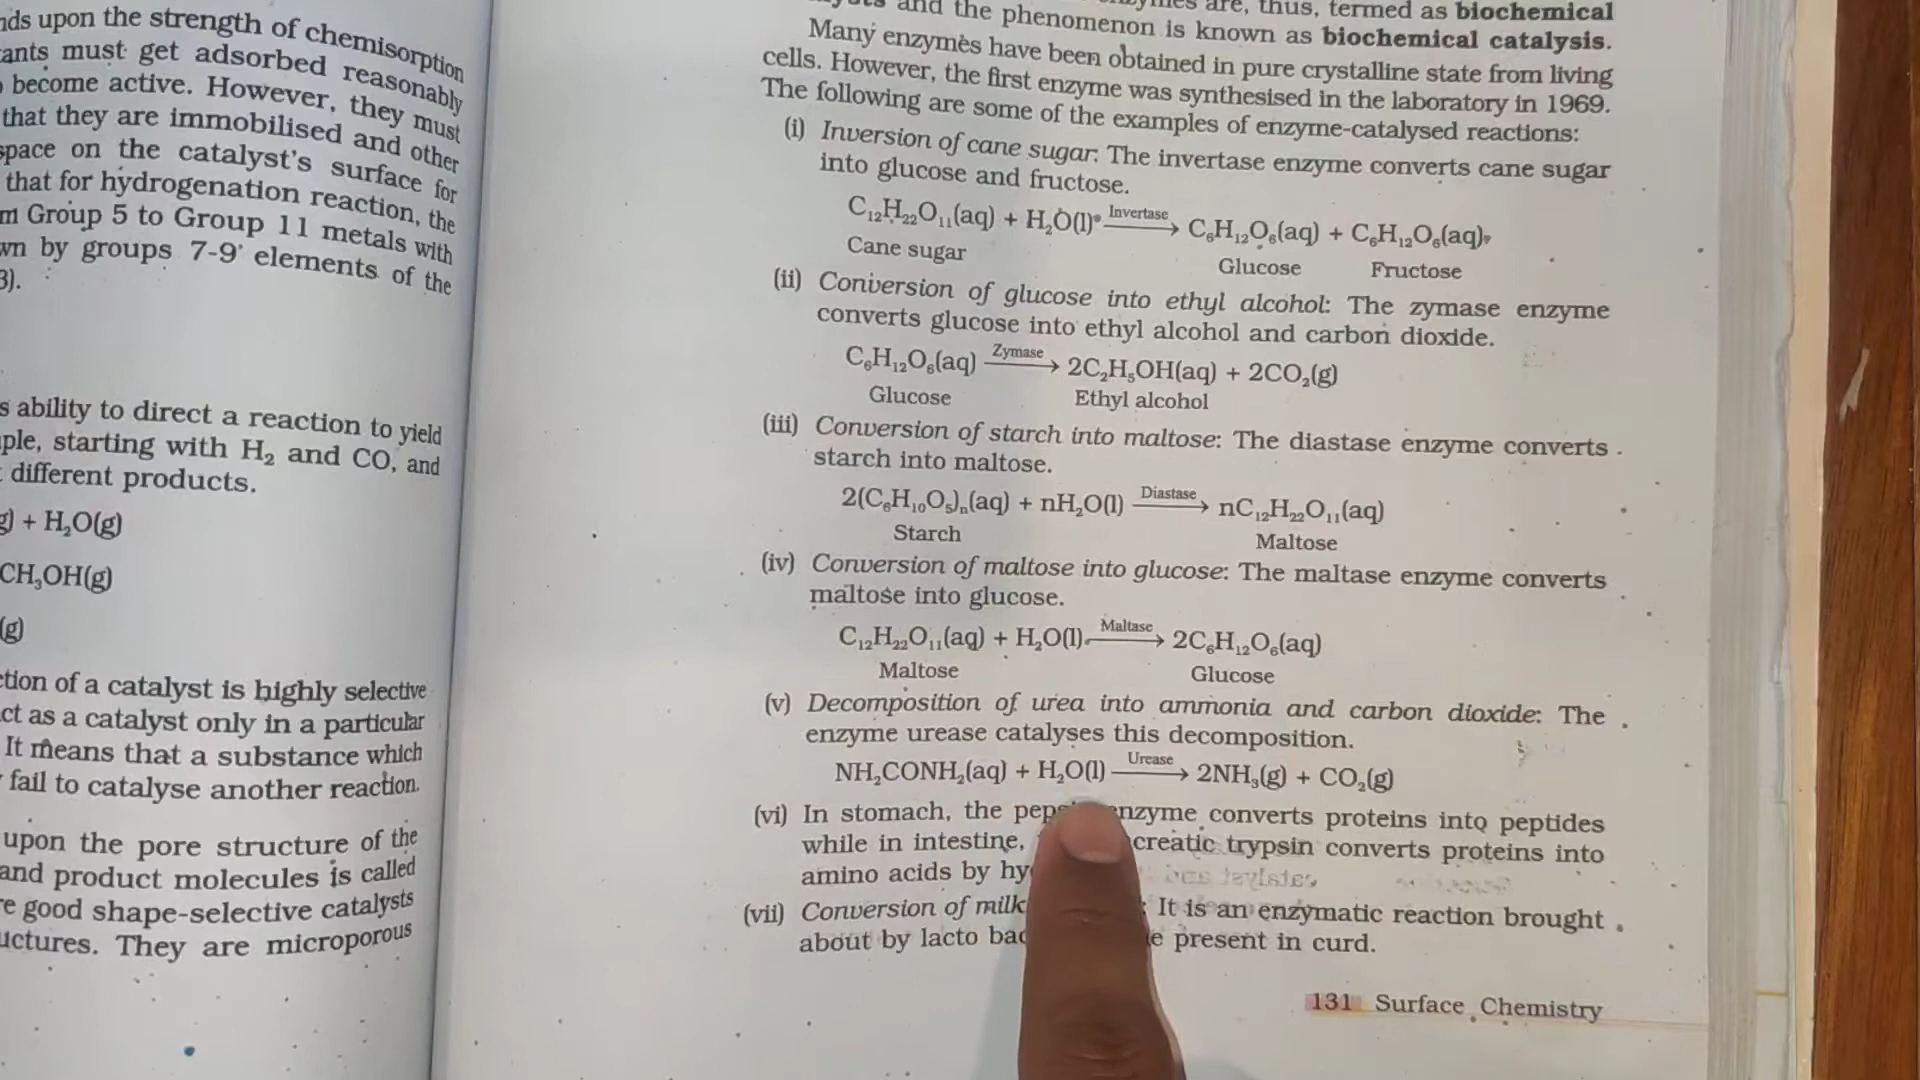 nds upon the strength of chemisorption
ants must get adsorbed reasonably
become active. However, they must
that they are immobilised and other
space on the catalyst's surface for
that for hydrogenation reaction, the
m Group 5 to Group 11 metals with
wn by groups 7-9 elements of the
3).
s ability to direct a reaction to yield
ple, starting with H₂ and CO, and
different products.
g) + H₂O(g)
CH₃OH(g)
(g)
ction of a catalyst is highly selective
ct as a catalyst only in a particular
It means that a substance which
fail to catalyse another reaction.
upon the pore structure of the
and product molecules is called
re good shape-selective catalysts
uctures. They are microporous
are, thus, termed as biochemical
and the phenomenon is known as biochemical catalysis.
Many enzymes have been obtained in pure crystalline state from living
cells. However, the first enzyme was synthesised in the laboratory in 1969.
The following are some of the examples of enzyme-catalysed reactions:
(i) Inversion of cane sugar: The invertase enzyme converts cane sugar
into glucose and fructose.
C₁₂H₂₂O₁₁(aq) + H₂O(l) Invertase→ C₆H₁₂O₆(aq) + C₆H₁₂O₆(aq)
Cane sugar Glucose Fructose
(ii) Conversion of glucose into ethyl alcohol: The zymase enzyme
converts glucose into ethyl alcohol and carbon dioxide.
C₆H₁₂O₆(aq) Zymase→ 2C₂H₅OH(aq) + 2CO₂(g)
Glucose Ethyl alcohol
(iii) Conversion of starch into maltose: The diastase enzyme converts
starch into maltose.
2(C₆H₁₀O₅)ₙ(aq) + nH₂O(l) Diastase→ nC₁₂H₂₂O₁₁(aq)
Starch Maltose
(iv) Conversion of maltose into glucose: The maltase enzyme converts
maltose into glucose.
C₁₂H₂₂O₁₁(aq) + H₂O(l) Maltase→ 2C₆H₁₂O₆(aq)
Maltose Glucose
(v) Decomposition of urea into ammonia and carbon dioxide: The
enzyme urease catalyses this decomposition.
NH₂CONH₂(aq) + H₂O(l) Urease→ 2NH₃(g) + CO₂(g)
(vi) In stomach, the pep enzyme converts proteins into peptides
while in intestine, creatic trypsin converts proteins into
amino acids by hy
(vii) Conversion of milk : It is an enzymatic reaction brought
about by lacto bac e present in curd.
131 Surface Chemistry